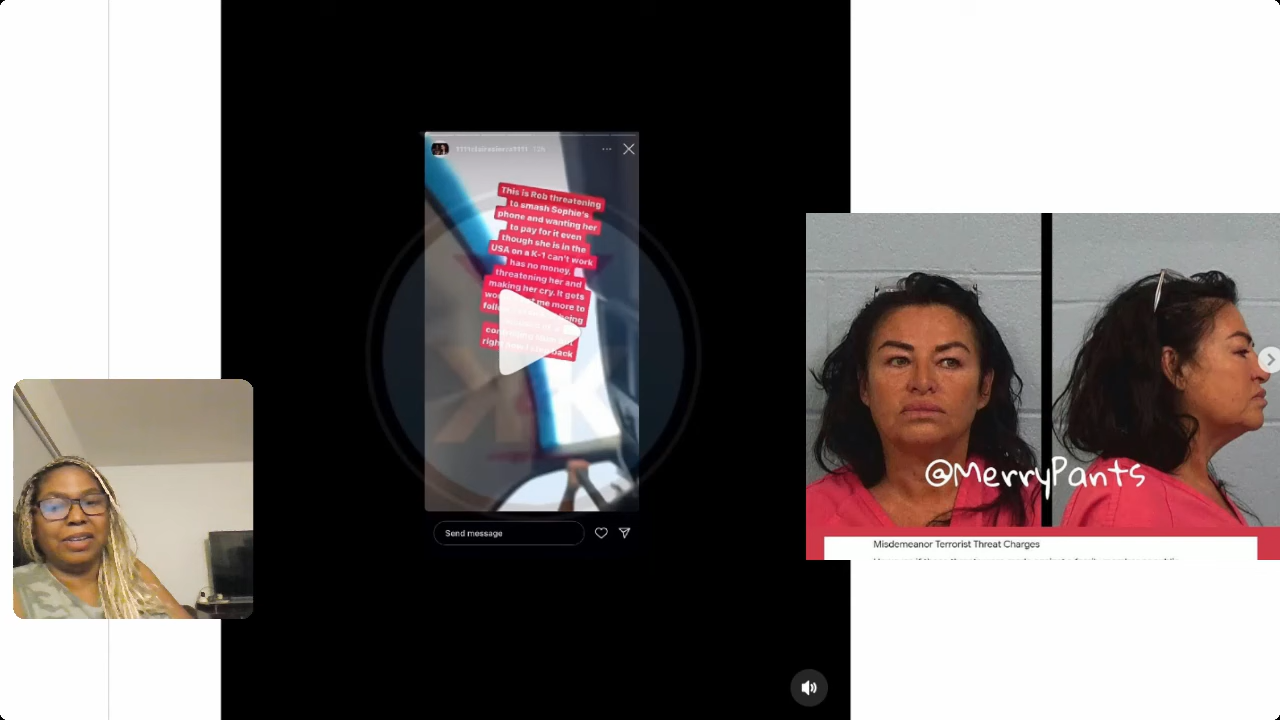 This is Rob threatening
to smash Sophie's
phone and wanting her
to pay for it even
though she is in the
USA on a K-1 can't work
has no money,
threatening her and
making her cry. It gets
me more to
right
back
Send message
@MerryPants
Misdemeanor Terrorist Threat Charges